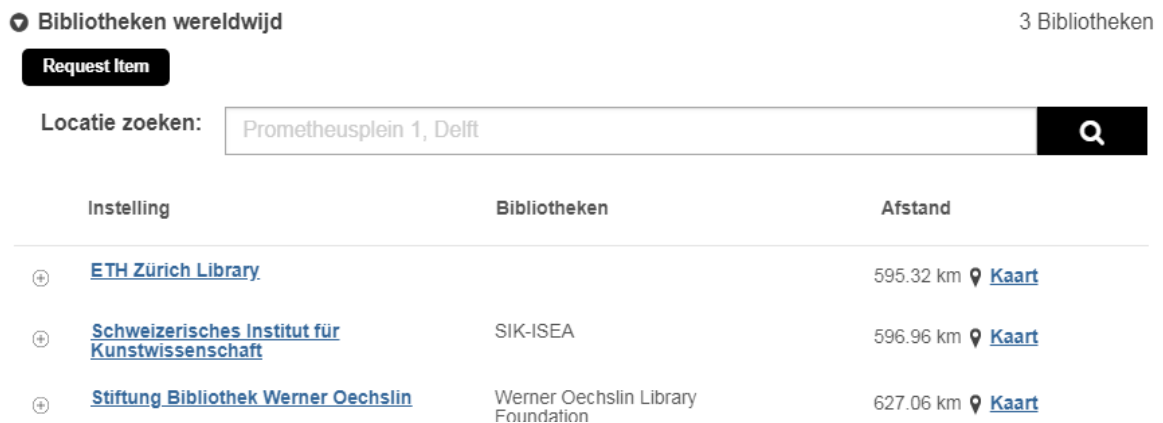 Bibliotheken wereldwijd 3 Bibliotheken
Request Item
Locatie zoeken: Prometheusplein 1, Delft
Instelling Bibliotheken Afstand
ETH Zürich Library 595.32 km Kaart
Schweizerisches Institut für SIK-ISEA 596.96 km Kaart
Kunstwissenschaft
Stiftung Bibliothek Werner Oechslin Werner Oechslin Library 627.06 km Kaart
Foundation